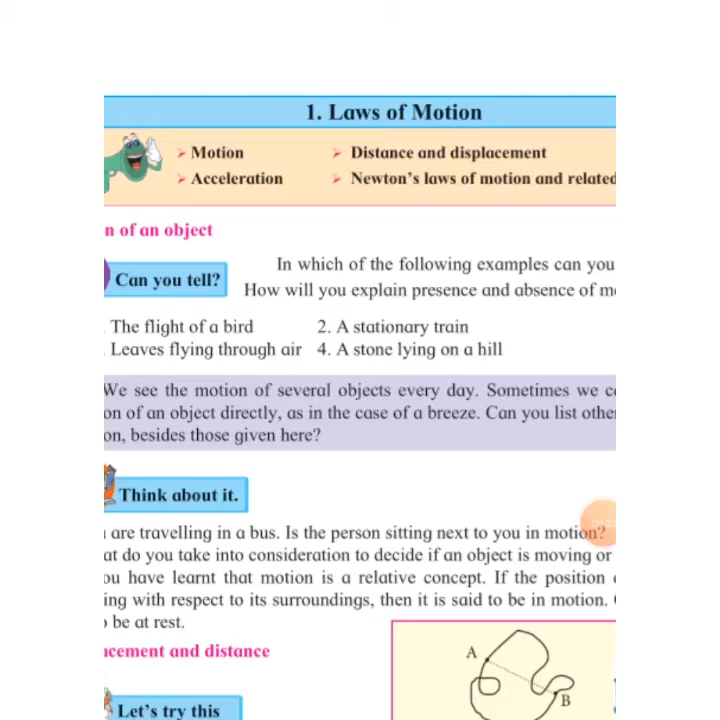 1. Laws of Motion
Motion
Distance and displacement
Acceleration
Newton's laws of motion and related
n of an object
Can you tell?
In which of the following examples can you
How will you explain presence and absence of
The flight of a bird
2. A stationary train
Leaves flying through air
4. A stone lying on a hill
We see the motion of several objects every day. Sometimes we
on of an object directly, as in the case of a breeze. Can you list
on, besides those given here?
Think about it.
are travelling in a bus. Is the person sitting next to you in motion?
at do you take into consideration to decide if an object is moving or
ou have learnt that motion is a relative concept. If the position
ing with respect to its surroundings, then it is said to be in motion.
be at rest.
acement and distance
A
B
Let's try this